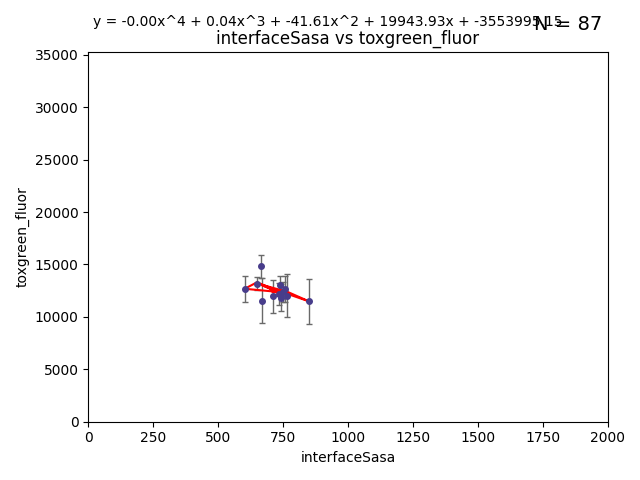 y = -0.00x^4 + 0.04x^3 + -41.61x^2 + 19943.93x + -3553995.15
N = 87
interfaceSasa vs toxgreen_fluor
35000
30000
25000
20000
15000
10000
5000
0
toxgreen_fluor
0 250 500 750 1000 1250 1500 1750 2000
interfaceSasa